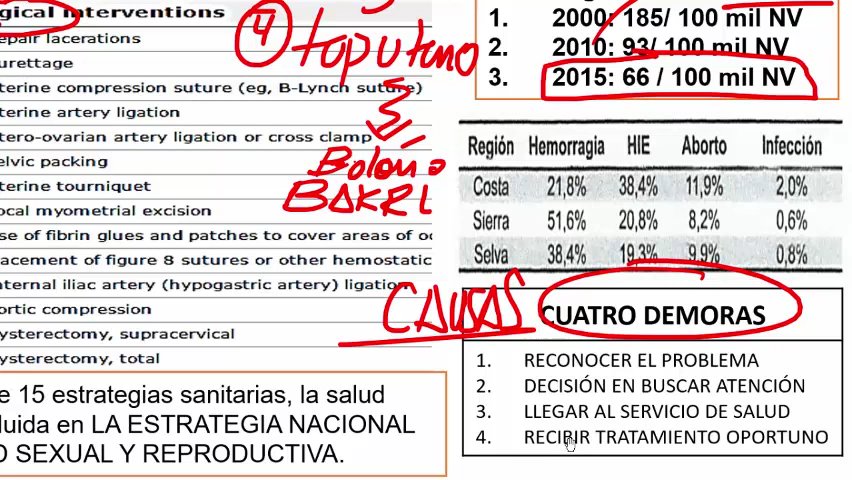 gical interventions
epair lacerations
urettage
terine compression suture (eg, B-Lynch suture)
terine artery ligation
tero-ovarian artery ligation or cross clamp
elvic packing
terine tourniquet
ocal myometrial excision
se of fibrin glues and patches to cover areas of oo
acement of figure 8 sutures or other hemostatic
nternal iliac artery (hypogastric artery) ligation
ortic compression
ysterectomy, supracervical
ysterectomy, total
4
BAKRI
CAUSAS
e 15 estrategias sanitarias, la salud
luida en LA ESTRATEGIA NACIONAL
O SEXUAL Y REPRODUCTIVA.
1. 2000: 185/ 100 mil NV
2. 2010: 93/ 100 mil NV
3. 2015: 66 / 100 mil NV
Región Hemorragia HIE Aborto Infección
Costa 21,8% 38,4% 11,9% 2,0%
Sierra 51,6% 20,8% 8,2% 0,6%
Selva 38,4% 19,3% 9,9% 0,8%
CUATRO DEMORAS
1. RECONOCER EL PROBLEMA
2. DECISIÓN EN BUSCAR ATENCIÓN
3. LLEGAR AL SERVICIO DE SALUD
4. RECIBIR TRATAMIENTO OPORTUNO